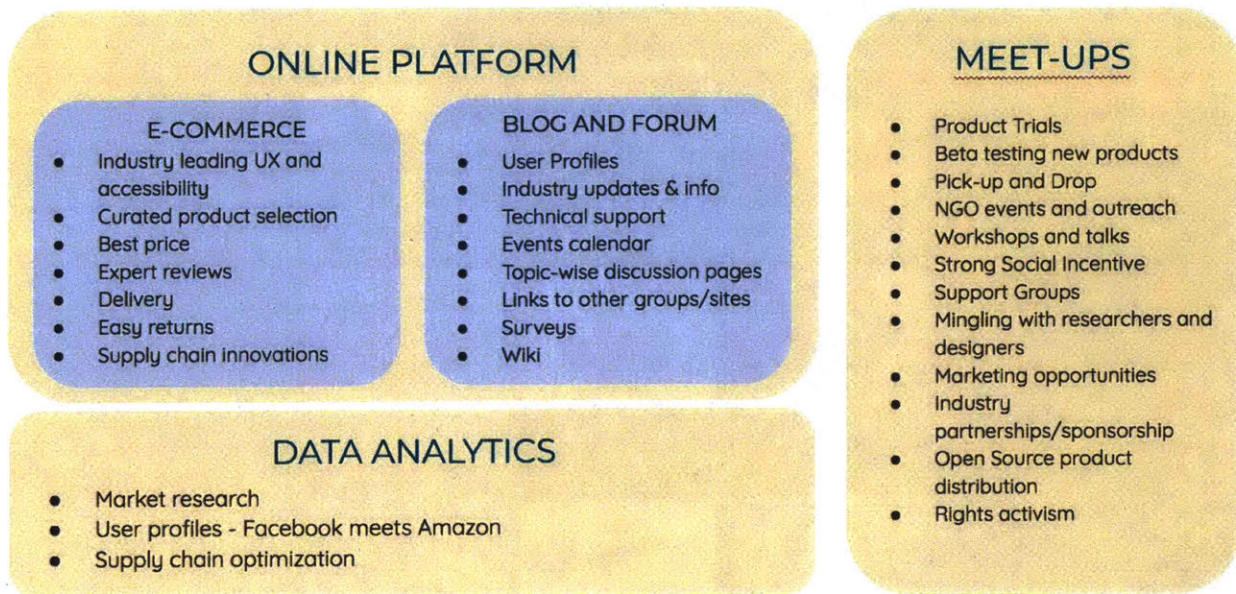 ONLINE PLATFORM
E-COMMERCE
● Industry leading UX and
accessibility
● Curated product selection
● Best price
● Expert reviews
● Delivery
● Easy returns
● Supply chain innovations
BLOG AND FORUM
● User Profiles
● Industry updates & info
● Technical support
● Events calendar
● Topic-wise discussion pages
● Links to other groups/sites
● Surveys
● Wiki
DATA ANALYTICS
● Market research
● User profiles - Facebook meets Amazon
● Supply chain optimization
MEET-UPS
● Product Trials
● Beta testing new products
● Pick-up and Drop
● NGO events and outreach
● Workshops and talks
● Strong Social Incentive
● Support Groups
● Mingling with researchers and
designers
● Marketing opportunities
● Industry
partnerships/sponsorship
● Open Source product
distribution
● Rights activism